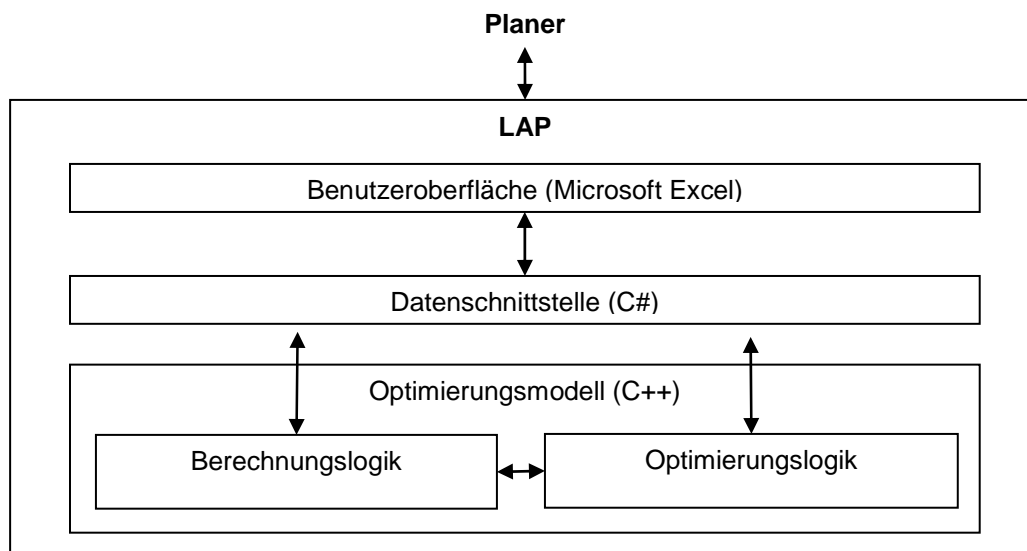 Planer
LAP
Benutzeroberfläche (Microsoft Excel)
Datenschnittstelle (C#)
Optimierungsmodell (C++)
Berechnungslogik
Optimierungslogik